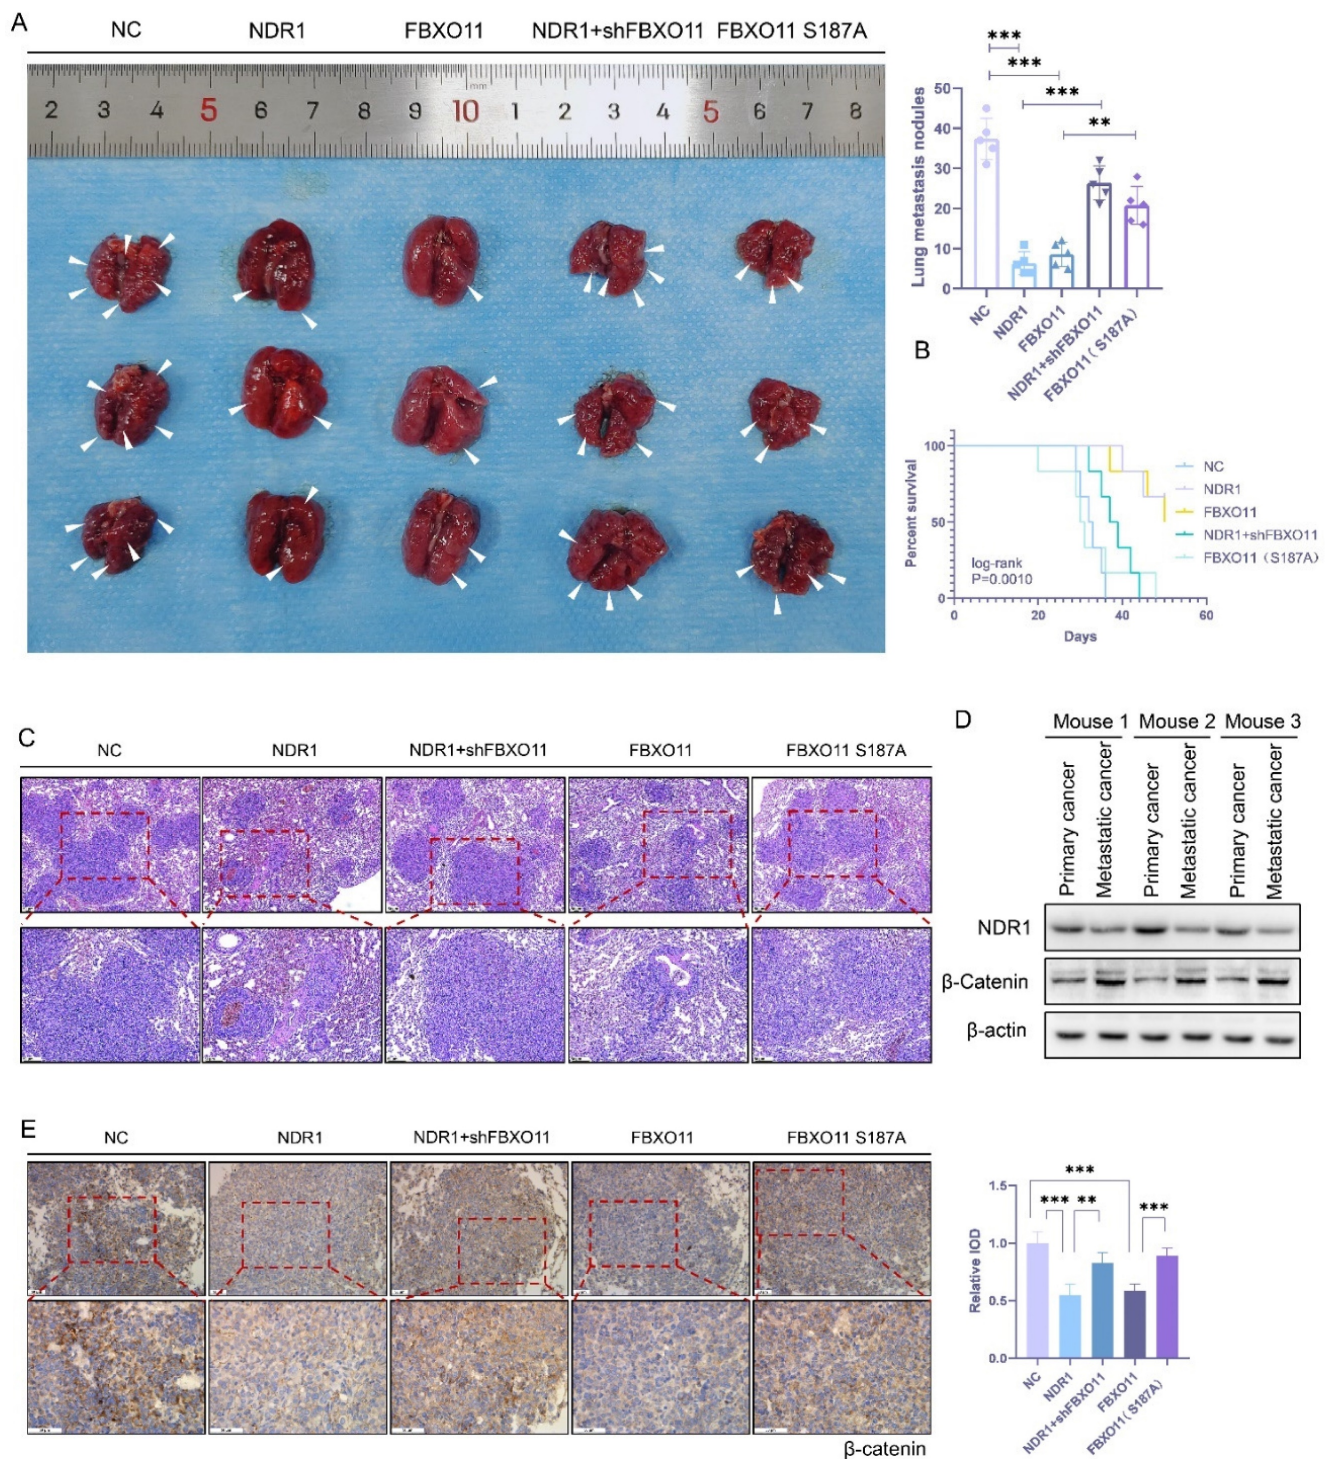 A
NC NDR1 FBXO11 NDR1+shFBXO11 FBXO11 S187A
2 3 4 5 6 7 8 9 10 1 2 3 4 5 6 7 8
mm
Lung metastasis nodules
50
40
30
20
10
0
*** *** *** **
NC NDR1 FBXO11 NDR1+shFBXO11 FBXO11(S187A)
B
Percent survival
100
50
0
0 20 40 60
Days
log-rank
P=0.0010
NC
NDR1
FBXO11
NDR1+shFBXO11
FBXO11(S187A)
C
NC NDR1 NDR1+shFBXO11 FBXO11 FBXO11 S187A
D
Mouse 1 Mouse 2 Mouse 3
Primary cancer Metastatic cancer Primary cancer Metastatic cancer Primary cancer Metastatic cancer
NDR1
β-Catenin
β-actin
E
NC NDR1 NDR1+shFBXO11 FBXO11 FBXO11 S187A
β-catenin
Relative IOD
1.5
1.0
0.5
0.0
***
*** ** ***
NC NDR1 NDR1+shFBXO11 FBXO11 FBXO11(S187A)